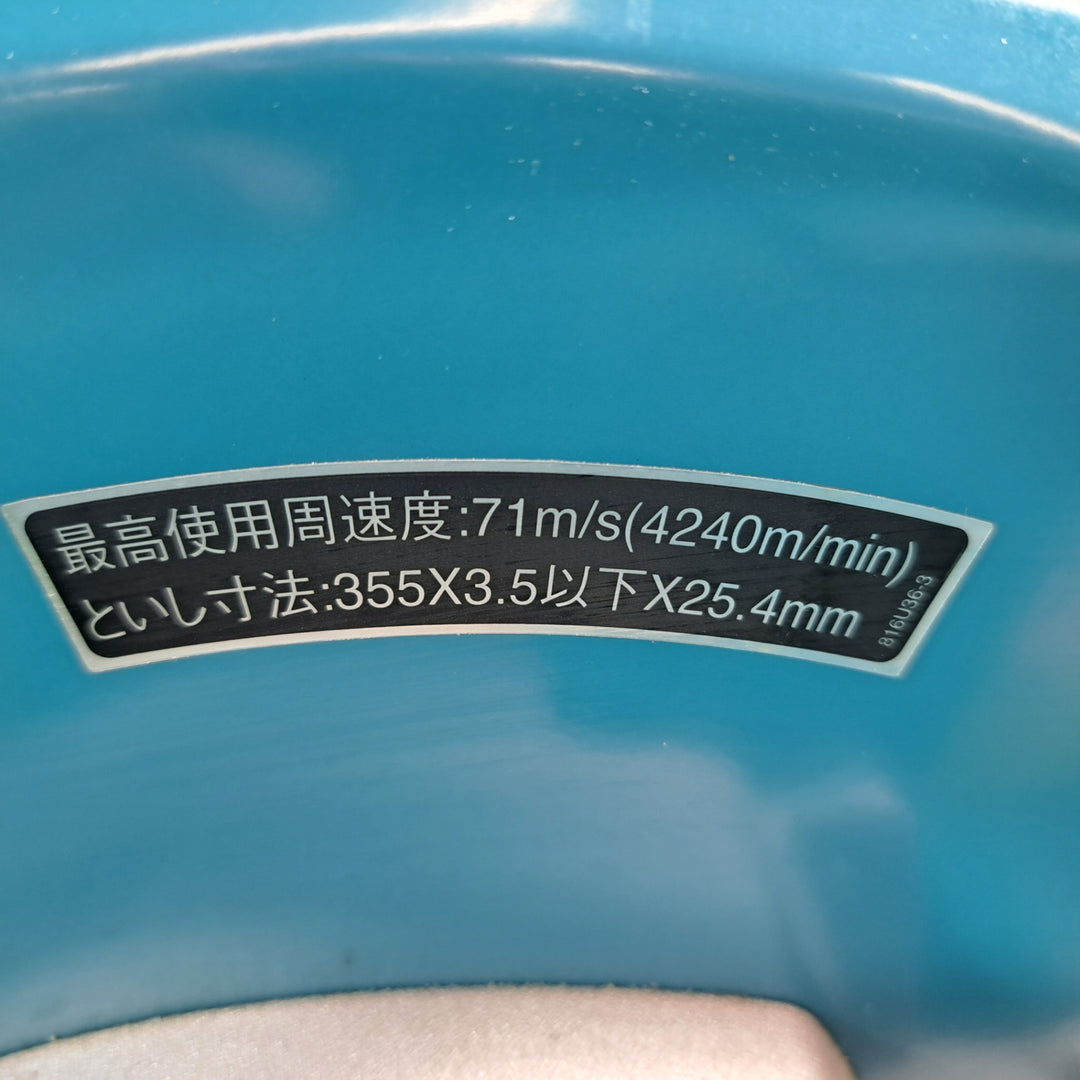 最高使用周速度:71m/s(4240m/min)
といし寸法:355X3.5以下X25.4mm
816U36-3